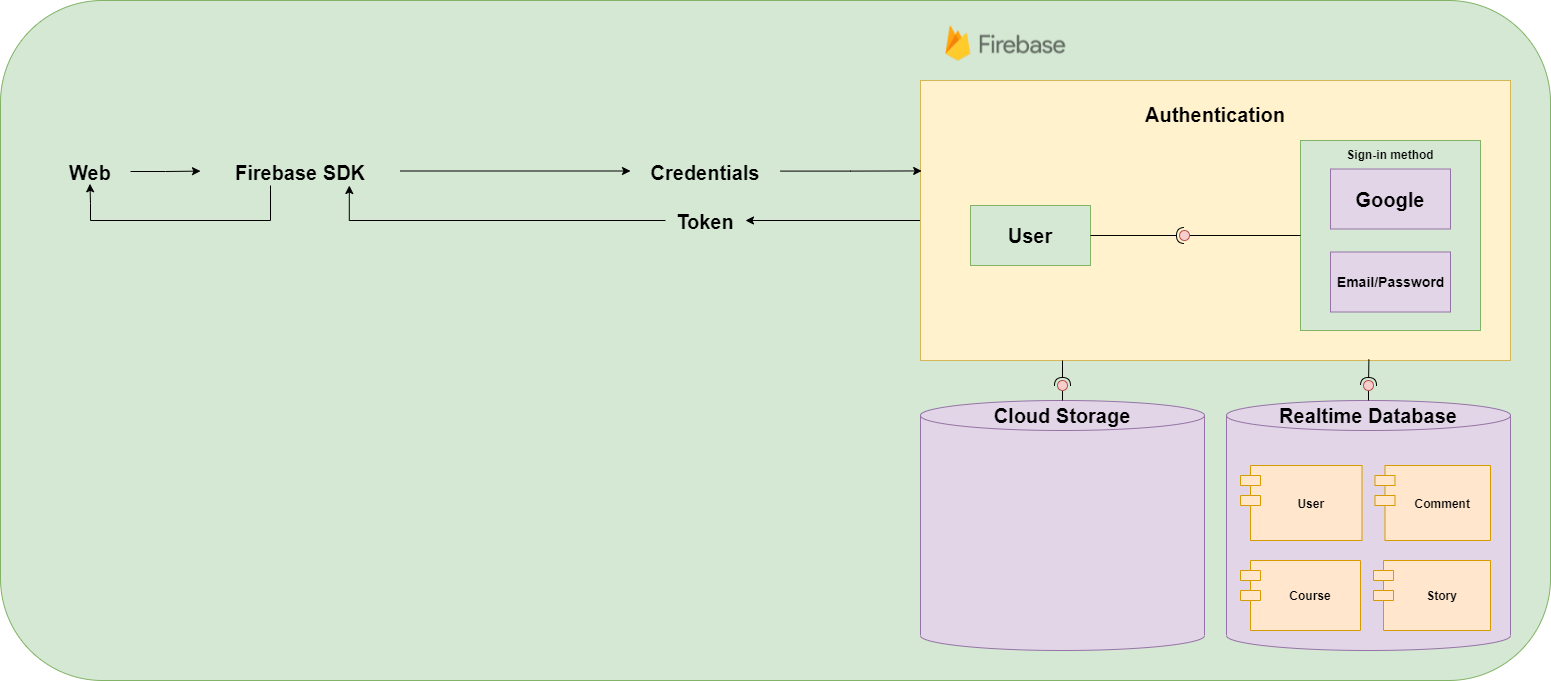 Firebase
Authentication
Web
Firebase SDK
Credentials
Token
User
Sign-in method
Google
Email/Password
Cloud Storage
Realtime Database
User
Comment
Course
Story